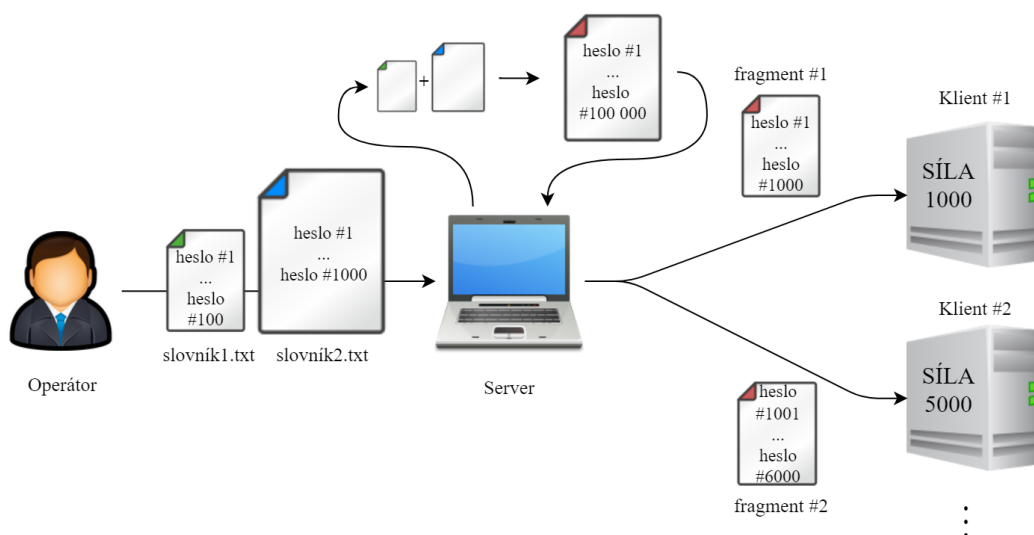 heslo #1
...
heslo
#100 000
+
fragment #1
heslo #1
...
heslo
#1000
Klient #1
SÍLA
1000
heslo #1
...
heslo
#100
slovník1.txt
heslo #1
...
heslo #1000
slovník2.txt
Operátor
Server
Klient #2
SÍLA
5000
heslo
#1001
...
heslo
#6000
fragment #2